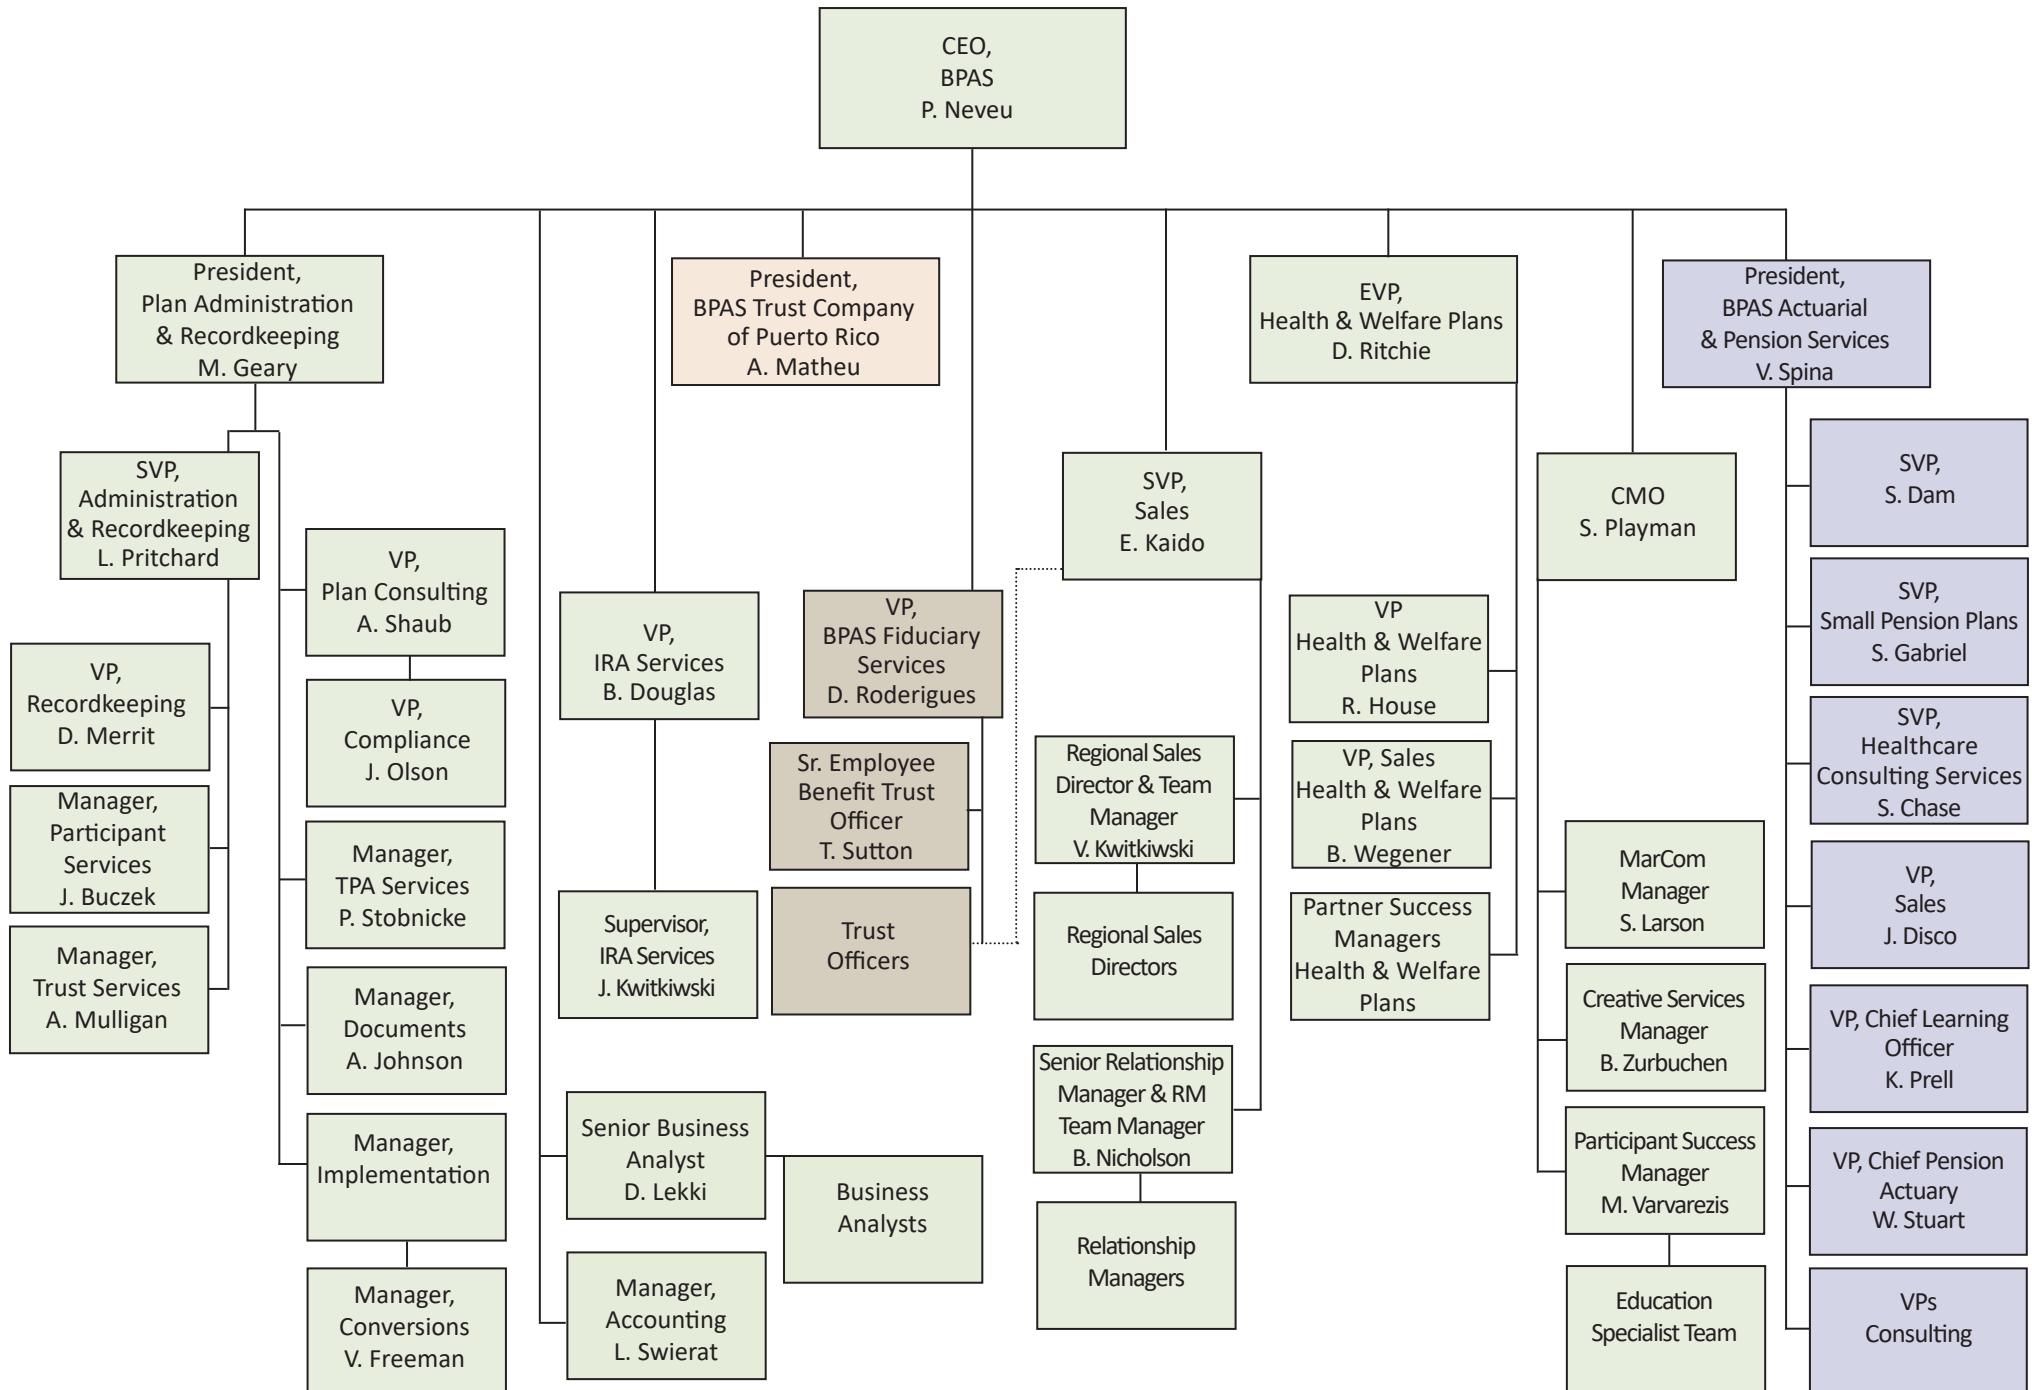 CEO,
BPAS
P. Neveu
President,
Plan Administration
& Recordkeeping
M. Geary
President,
BPAS Trust Company
of Puerto Rico
A. Matheu
EVP,
Health & Welfare Plans
D. Ritchie
President,
BPAS Actuarial
& Pension Services
V. Spina
SVP,
Administration
& Recordkeeping
L. Pritchard
VP,
Recordkeeping
D. Merrit
Manager,
Participant
Services
J. Buczek
Manager,
Trust Services
A. Mulligan
VP,
Plan Consulting
A. Shaub
VP,
Compliance
J. Olson
Manager,
TPA Services
P. Stobnicke
Manager,
Documents
A. Johnson
Manager,
Implementation
Manager,
Conversions
V. Freeman
VP,
IRA Services
B. Douglas
Supervisor,
IRA Services
J. Kwitkiwski
Senior Business
Analyst
D. Lekki
Business
Analysts
Manager,
Accounting
L. Swierat
VP,
BPAS Fiduciary
Services
D. Roderigues
Sr. Employee
Benefit Trust
Officer
T. Sutton
Trust
Officers
SVP,
Sales
E. Kaido
Regional Sales
Director & Team
Manager
V. Kwitkiwski
Regional Sales
Directors
Senior Relationship
Manager & RM
Team Manager
B. Nicholson
Relationship
Managers
VP
Health & Welfare
Plans
R. House
VP, Sales
Health & Welfare
Plans
B. Wegener
Partner Success
Managers
Health & Welfare
Plans
CMO
S. Playman
MarCom
Manager
S. Larson
Creative Services
Manager
B. Zurbuchen
Participant Success
Manager
M. Varvarezis
Education
Specialist Team
SVP,
S. Dam
SVP,
Small Pension Plans
S. Gabriel
SVP,
Healthcare
Consulting Services
S. Chase
VP,
Sales
J. Disco
VP, Chief Learning
Officer
K. Prell
VP, Chief Pension
Actuary
W. Stuart
VPs
Consulting